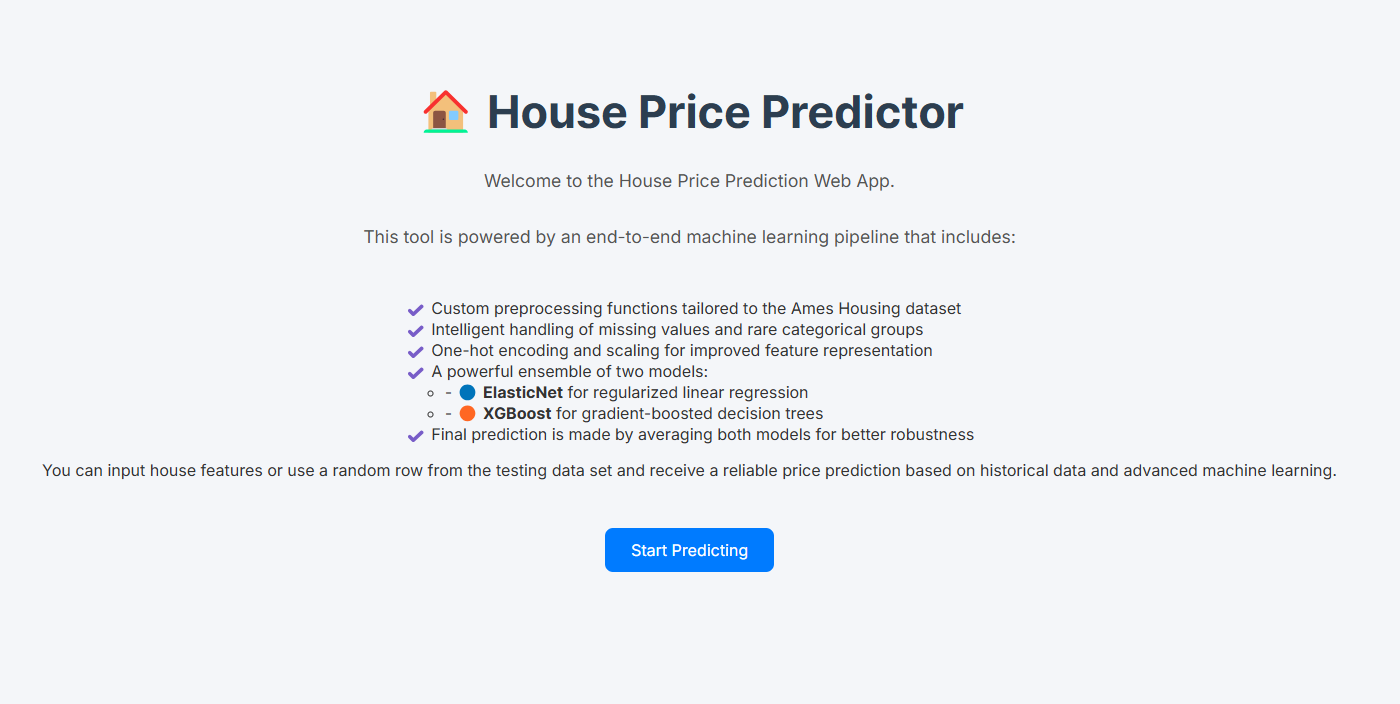 House Price Predictor
Welcome to the House Price Prediction Web App.
This tool is powered by an end-to-end machine learning pipeline that includes:
Custom preprocessing functions tailored to the Ames Housing dataset
Intelligent handling of missing values and rare categorical groups
One-hot encoding and scaling for improved feature representation
A powerful ensemble of two models:
- ElasticNet for regularized linear regression
- XGBoost for gradient-boosted decision trees
Final prediction is made by averaging both models for better robustness
You can input house features or use a random row from the testing data set and receive a reliable price prediction based on historical data and advanced machine learning.
Start Predicting